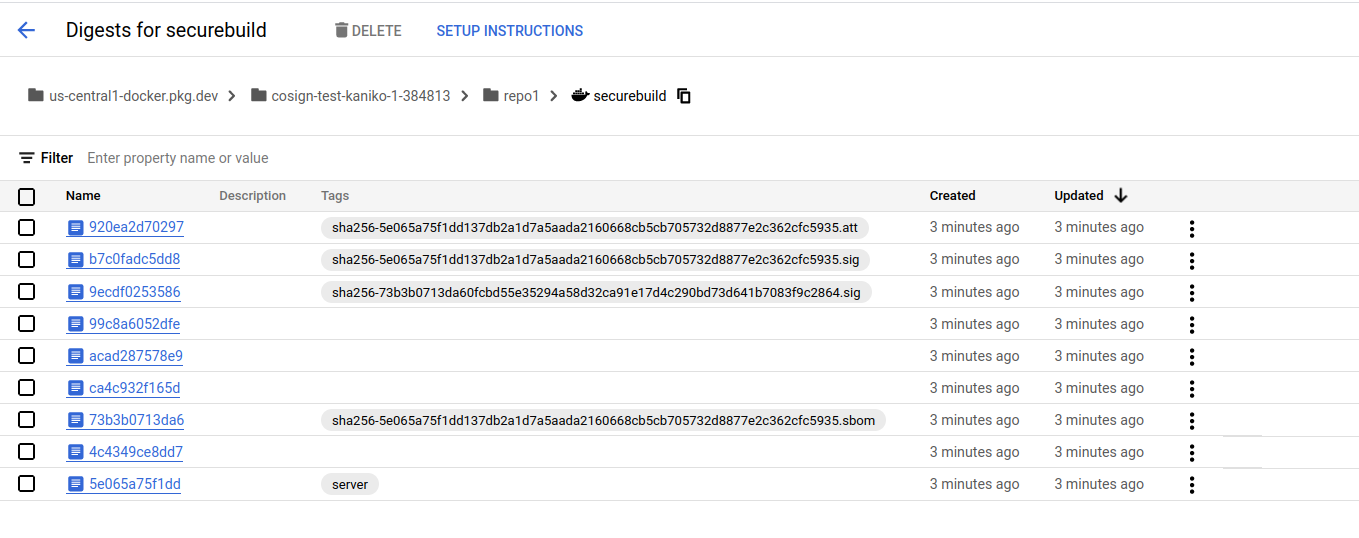 Digests for securebuild DELETE SETUP INSTRUCTIONS
us-central1-docker.pkg.dev cosign-test-kaniko-1-384813 repo1 securebuild
Filter Enter property name or value
Name Description Tags Created Updated
920ea2d70297 sha256-5e065a75f1dd137db2a1d7a5aada2160668cb5cb705732d8877e2c362cfc5935.att 3 minutes ago 3 minutes ago
b7c0fadc5dd8 sha256-5e065a75f1dd137db2a1d7a5aada2160668cb5cb705732d8877e2c362cfc5935.sig 3 minutes ago 3 minutes ago
9ecdf0253586 sha256-73b3b0713da60fcbd55e35294a58d32ca91e17d4c290bd73d641b7083f9c2864.sig 3 minutes ago 3 minutes ago
99c8a6052dfe 3 minutes ago 3 minutes ago
acad287578e9 3 minutes ago 3 minutes ago
ca4c932f165d 3 minutes ago 3 minutes ago
73b3b0713da6 sha256-5e065a75f1dd137db2a1d7a5aada2160668cb5cb705732d8877e2c362cfc5935.sbom 3 minutes ago 3 minutes ago
4c4349ce8dd7 3 minutes ago 3 minutes ago
5e065a75f1dd server 3 minutes ago 3 minutes ago